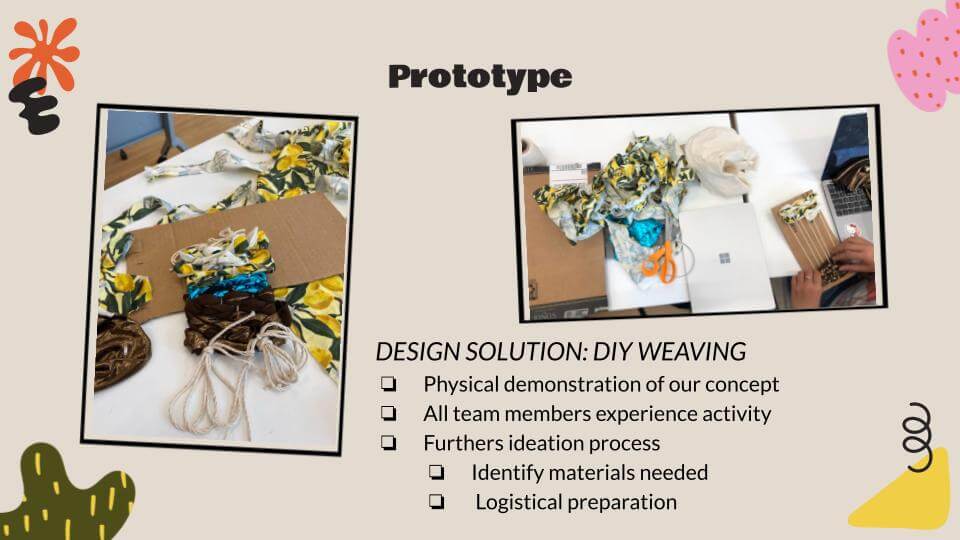 Prototype
DESIGN SOLUTION: DIY WEAVING
❏ Physical demonstration of our concept
❏ All team members experience activity
❏ Furthers ideation process
❏ Identify materials needed
❏ Logistical preparation